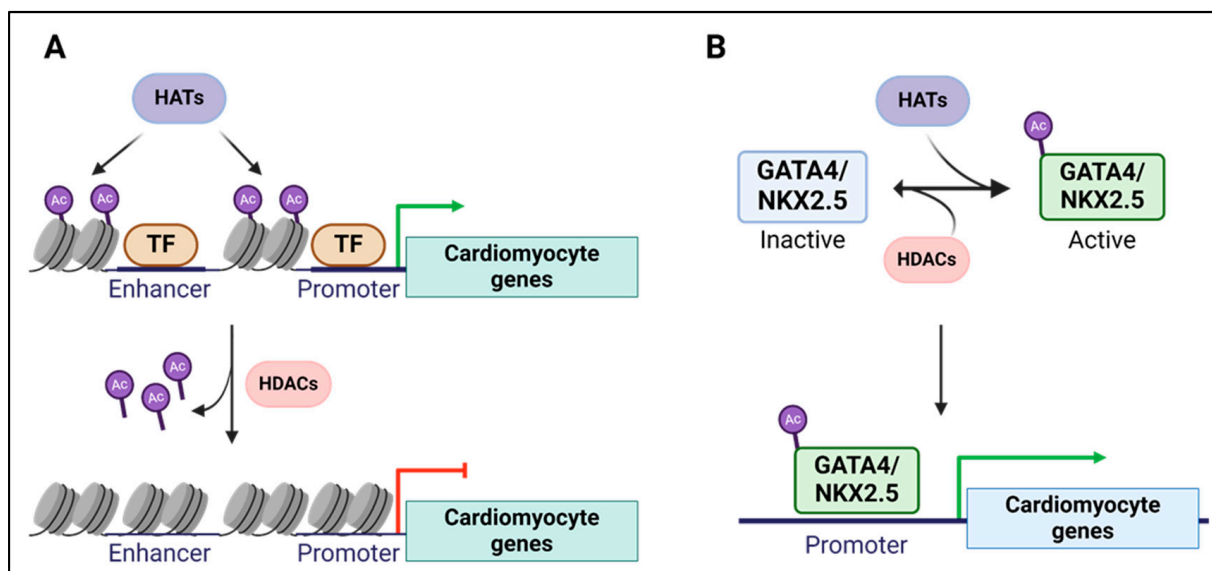 A
HATs
Ac
Ac
Ac
Ac
TF
TF
Cardiomyocyte
genes
Enhancer
Promoter
Ac
Ac
Ac
HDACs
Cardiomyocyte
genes
Enhancer
Promoter
B
HATs
Ac
GATA4/
NKX2.5
Inactive
GATA4/
NKX2.5
Active
HDACs
Ac
GATA4/
NKX2.5
Cardiomyocyte
genes
Promoter